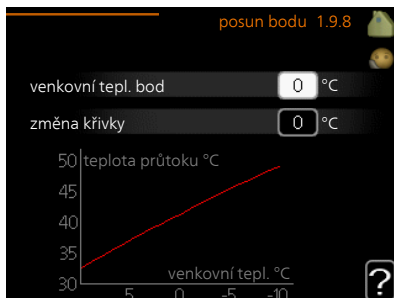 posun bodu 1.9.8
venkovní tepl. bod 0 °C
změna křivky 0 °C
50 teplota průtoku °C
45
40
35
venkovní tepl. °C
30
5 0 -5 -10
?